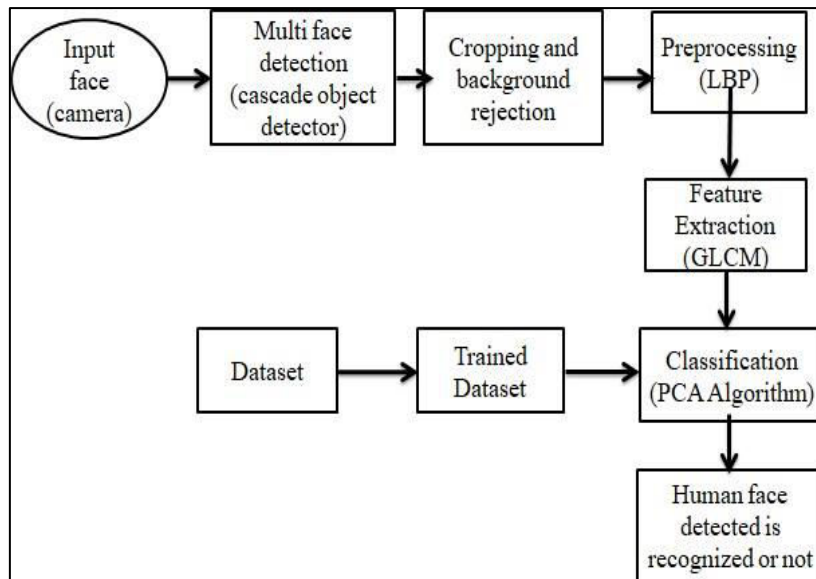 Input
face
(camera)
Multi face
detection
(cascade object
detector)
Cropping and
background
rejection
Preprocessing
(LBP)
Feature
Extraction
(GLCM)
Dataset
Trained
Dataset
Classification
(PCA Algorithm)
Human face
detected is
recognized or not